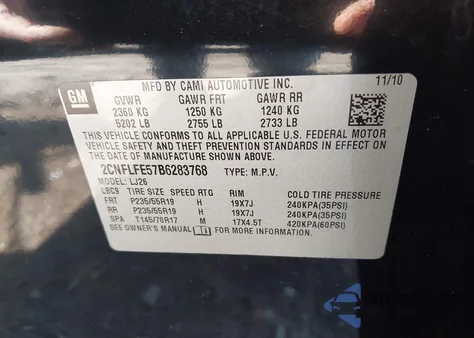 MFD BY CAMI AUTOMOTIVE INC. 11/10
GM GVWR GAWR FRT GAWR RR
2360 KG 1250 KG 1240 KG
5202 LB 2755 LB 2733 LB
THIS VEHICLE CONFORMS TO ALL APPLICABLE U.S. FEDERAL MOTOR
VEHICLE SAFETY AND THEFT PREVENTION STANDARDS IN EFFECT ON
THE DATE OF MANUFACTURE SHOWN ABOVE.
2CNFLFE57B6283768 TYPE: M.P.V.
MODEL: LJ26
LBC9 TIRE SIZE SPEED RTG RIM COLD TIRE PRESSURE
FRT P235/55R19 H 19X7J 240KPA(35PSI)
RR P235/55R19 H 19X7J 240KPA(35PSI)
SPA T145/70R17 M 17X4.5T 420KPA(60PSI)
SEE OWNER'S MANUAL FOR MORE INFORMATION.